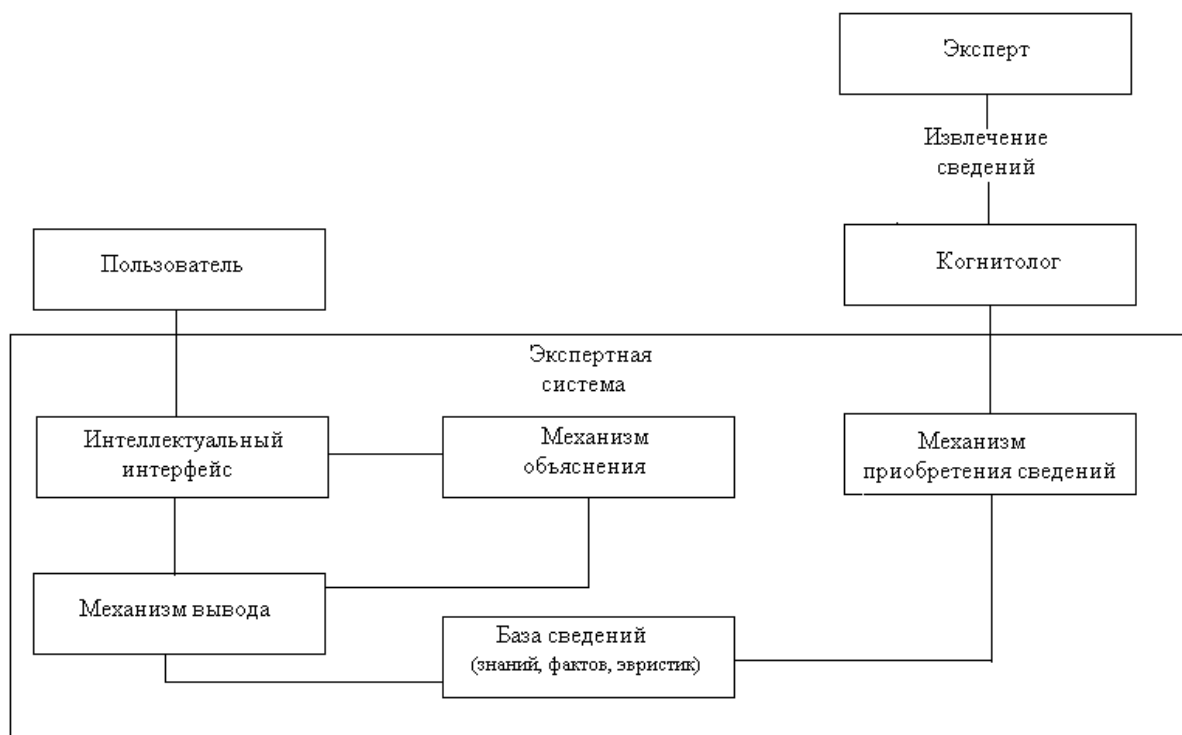 Эксперт
Извлечение
сведений
Пользователь
Когнитолог
Экспертная
система
Интеллектуальный
интерфейс
Механизм
объяснения
Механизм
приобретения сведений
Механизм вывода
База сведений
(знаний, фактов, эвристик)